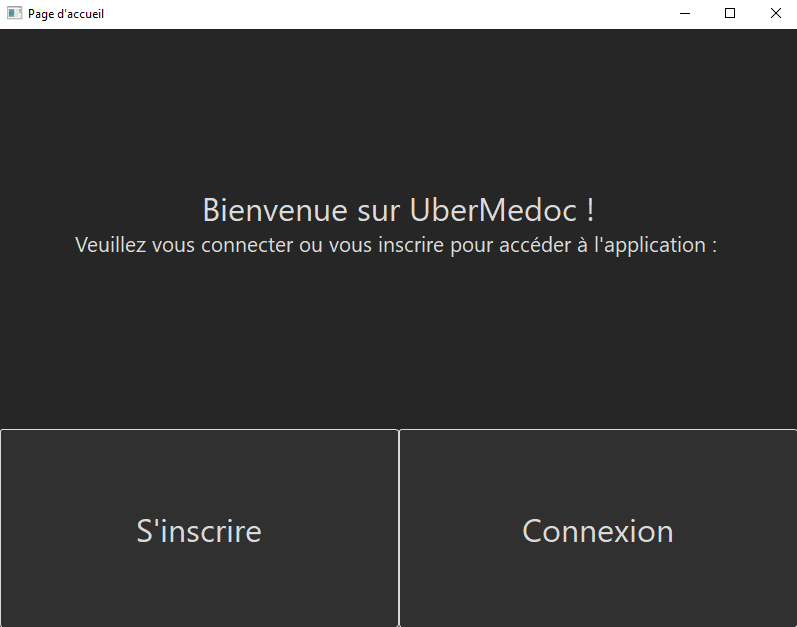 Page d'accueil
Bienvenue sur UberMedoc !
Veuillez vous connecter ou vous inscrire pour accéder à l'application :
S'inscrire
Connexion